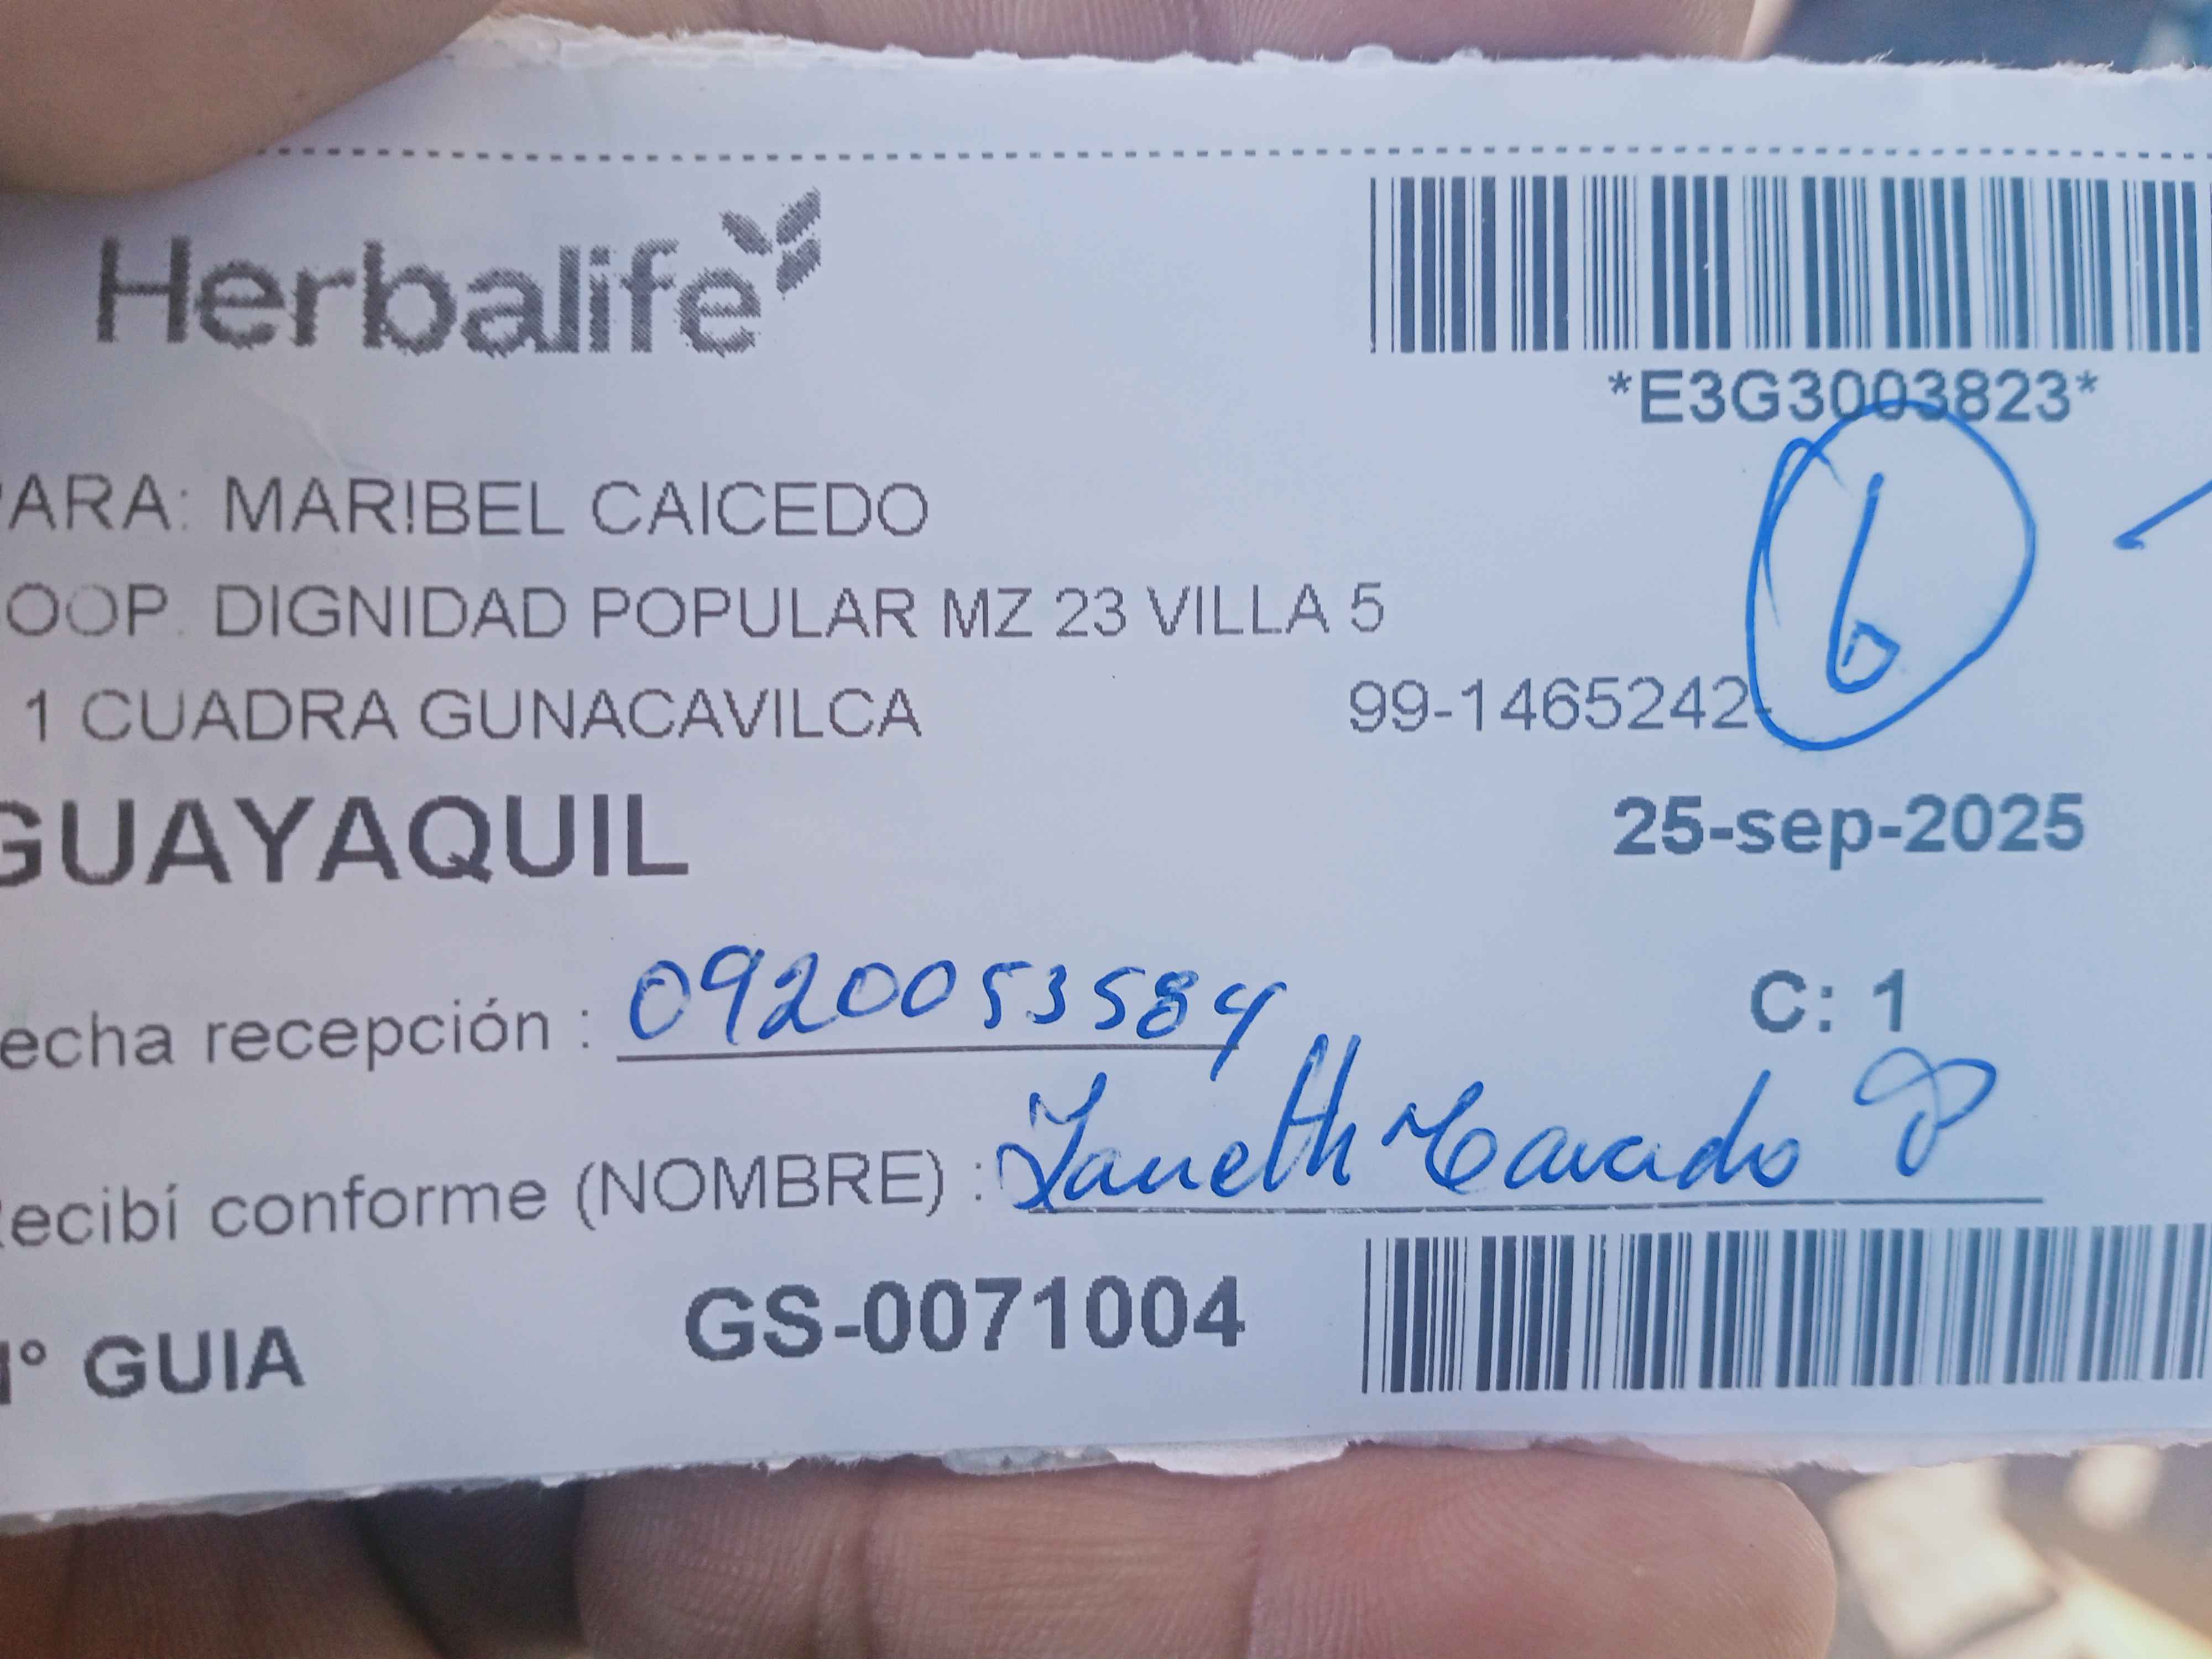 Herbalife
*E3G3003823*
6
ARA: MARIBEL CAICEDO
OOP. DIGNIDAD POPULAR MZ 23 VILLA 5
1 CUADRA GUNACAVILCA 99-1465242-
GUAYAQUIL
25-sep-2025
echa recepción : 0920053584
C: 1
ecibí conforme (NOMBRE) : Janeth
° GUIA GS-0071004